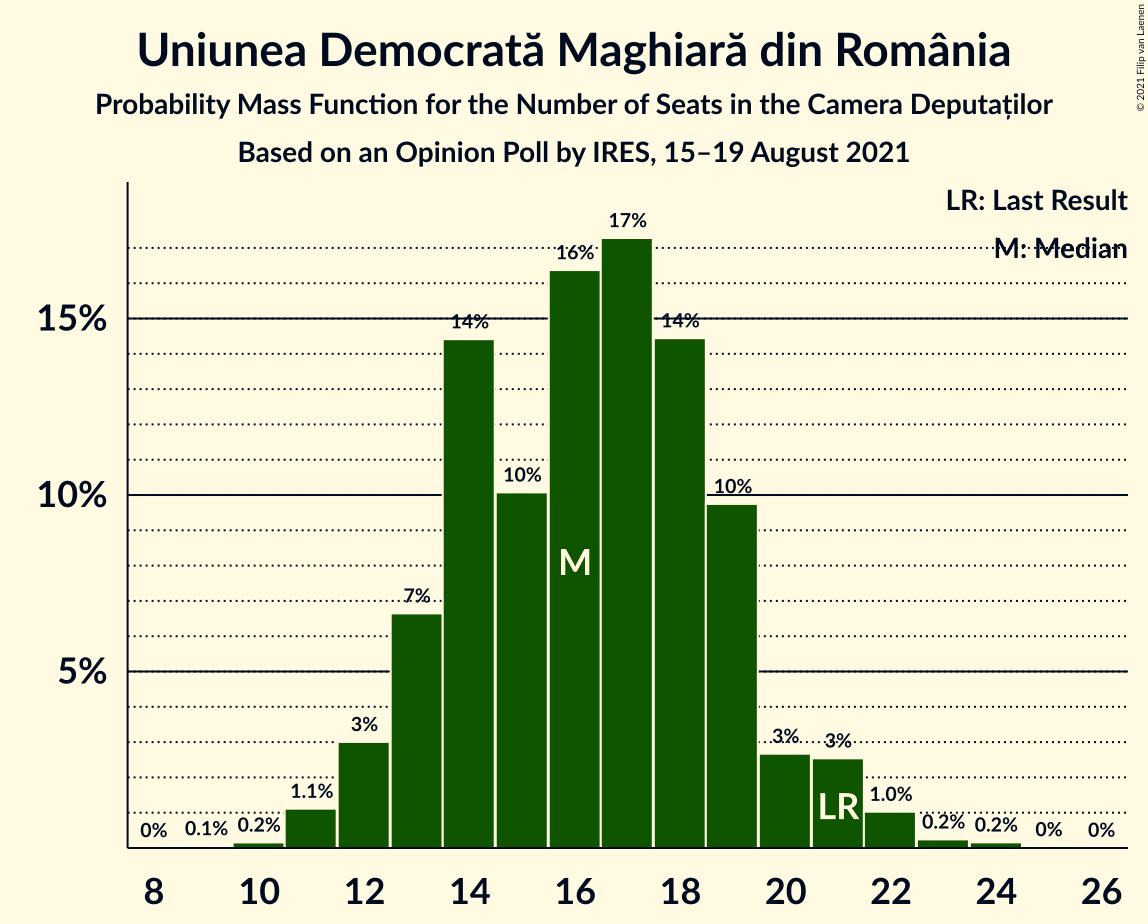 Uniunea Democrată Maghiară din România
Probability Mass Function for the Number of Seats in the Camera Deputaților
Based on an Opinion Poll by IRES, 15–19 August 2021
© 2021 Filip van Laenen
LR: Last Result
M: Median
15%
10%
5%
0%
0.1%
0.2%
1.1%
3%
7%
14%
10%
16%
17%
14%
10%
3%
3%
1.0%
0.2%
0.2%
0%
0%
M
LR
8 10 12 14 16 18 20 22 24 26